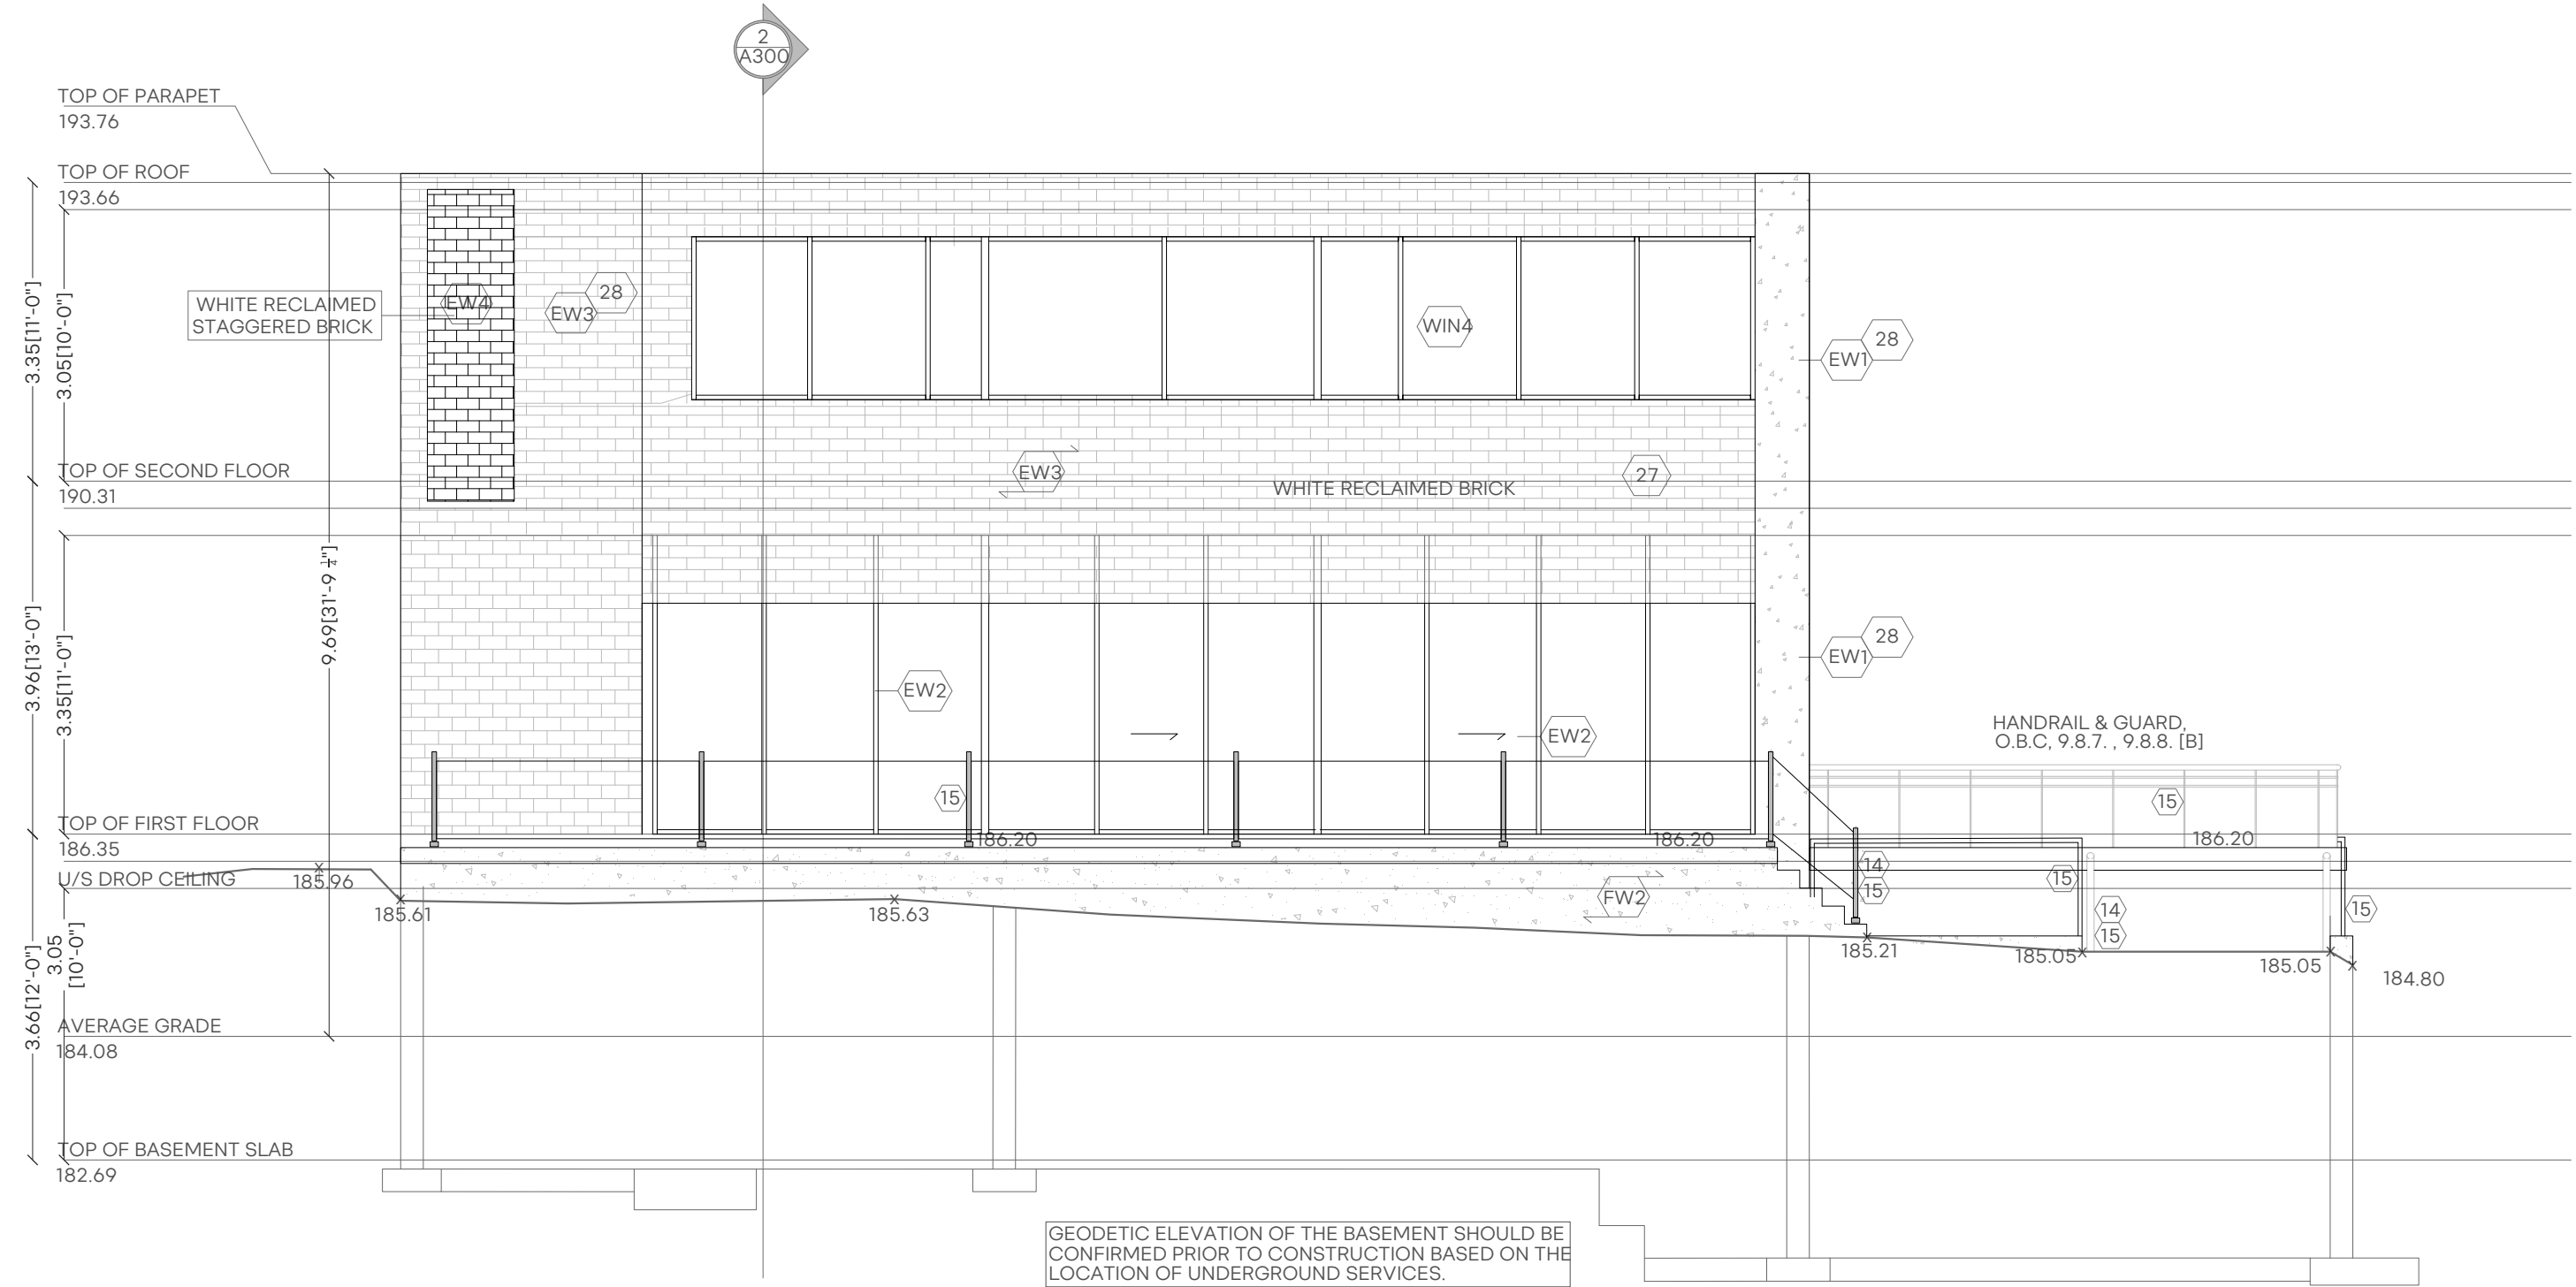 2
A300
TOP OF PARAPET
193.76
TOP OF ROOF
193.66
3.35[11'-0"]
3.05[10'-0"]
WHITE RECLAIMED
STAGGERED BRICK
EW4
EW3
28
WIN4
EW1
28
TOP OF SECOND FLOOR
190.31
EW3
WHITE RECLAIMED BRICK
27
3.96[13'-0"]
3.35[11'-0"]
9.69[31'-9 1/4"]
EW2
EW2
EW1
28
HANDRAIL & GUARD,
O.B.C, 9.8.7. , 9.8.8. [B]
15
15
TOP OF FIRST FLOOR
186.35
186.20
186.20
186.20
U/S DROP CEILING
185.96
185.61
185.63
FW2
14
15
15
14
15
15
185.21
185.05
185.05
184.80
3.66[12'-0"]
3.05
[10'-0"]
AVERAGE GRADE
184.08
TOP OF BASEMENT SLAB
182.69
GEODETIC ELEVATION OF THE BASEMENT SHOULD BE
CONFIRMED PRIOR TO CONSTRUCTION BASED ON THE
LOCATION OF UNDERGROUND SERVICES.